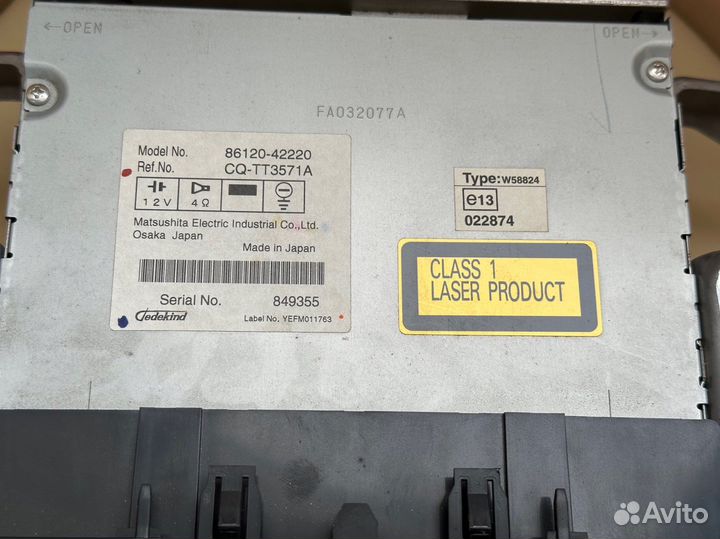 ←OPEN
OPEN→
FA032077A
Model No. 86120-42220
Ref.No. CQ-TT3571A
12V 4Ω
Matsushita Electric Industrial Co.,Ltd.
Osaka Japan
Made in Japan
Serial No. 849355
Gedekind Label No. YEFM011763
Type: W58824
e13
022874
CLASS 1
LASER PRODUCT
Avito